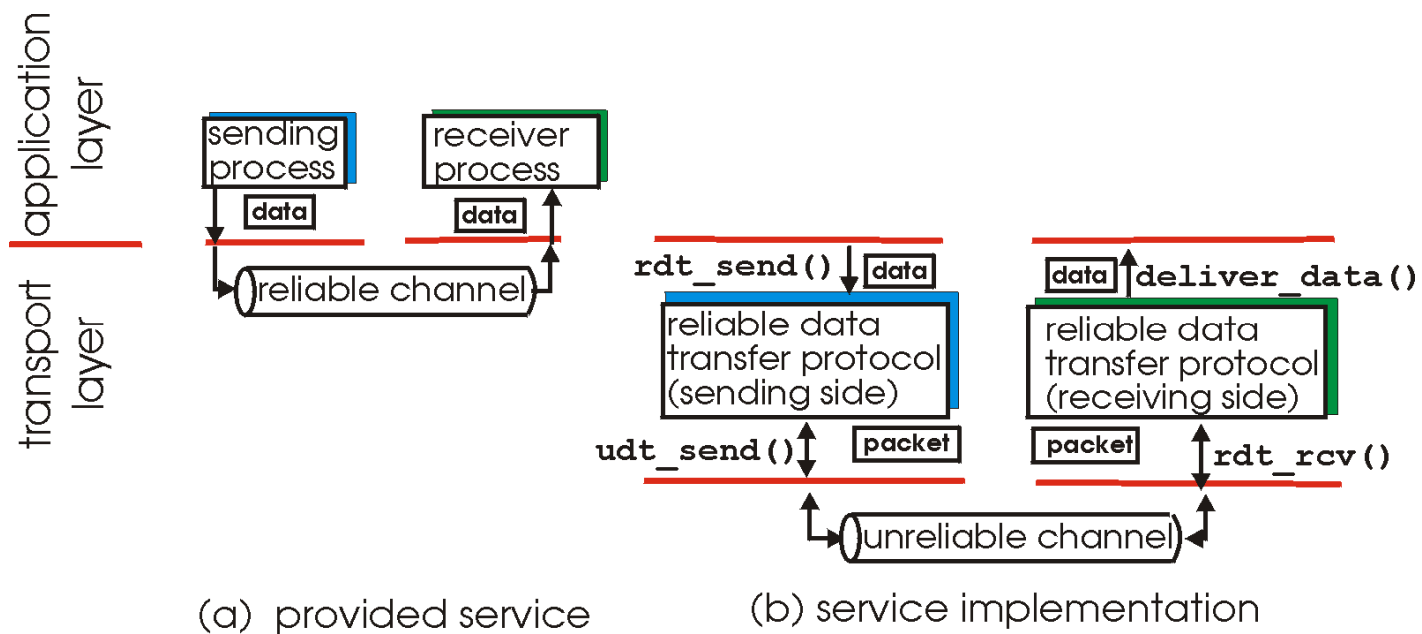 application
layer
transport
layer
sending
process
data
receiver
process
data
reliable channel
(a) provided service
rdt_send()
data
reliable data
transfer protocol
(sending side)
udt_send()
packet
data
deliver_data()
reliable data
transfer protocol
(receiving side)
packet
rdt_rcv()
unreliable channel
(b) service implementation